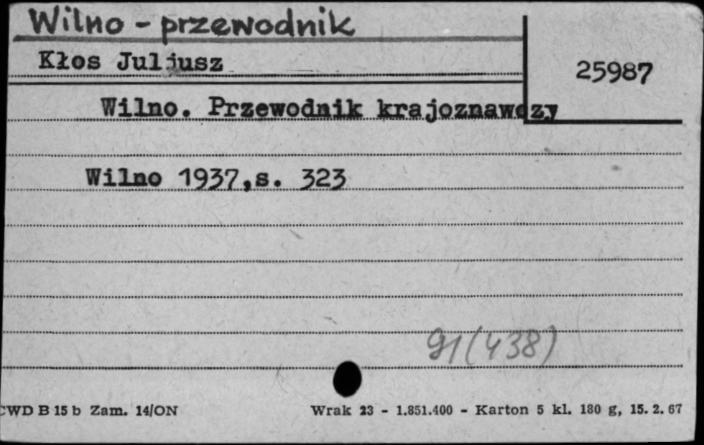 Wilno - przewodnik
Kłos Juljusz
25987
Wilno. Przewodnik krajoznawczy
Wilno 1937,s. 323
91(438)
CWD B 15 b Zam. 14/ON
Wrak 23 - 1.851.400 - Karton 5 kl. 180 g, 15. 2. 67